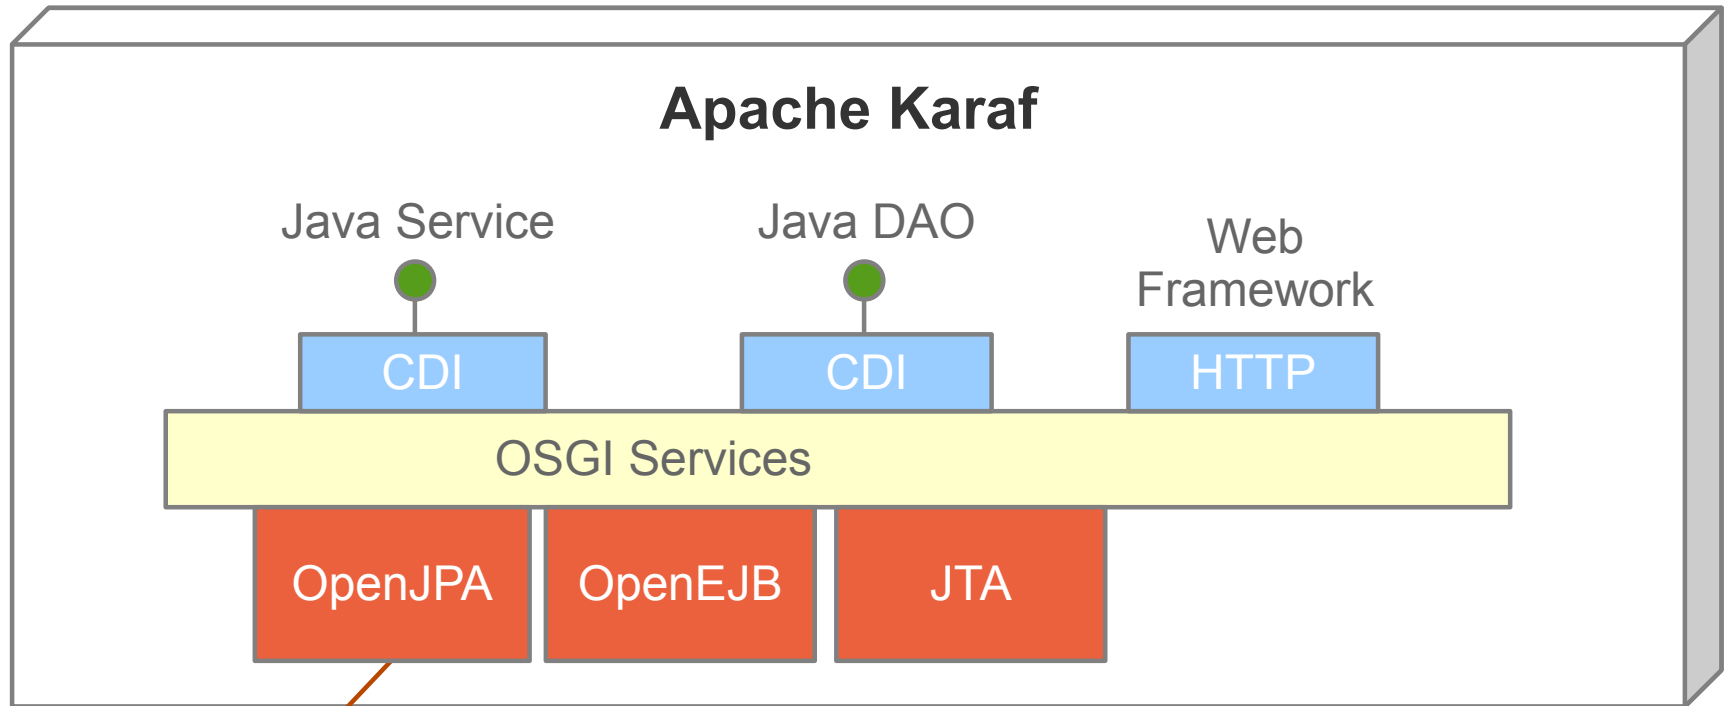 Apache Karaf
Java Service
Java DAO
Web
Framework
CDI
CDI
HTTP
OSGI Services
OpenJPA
OpenEJB
JTA